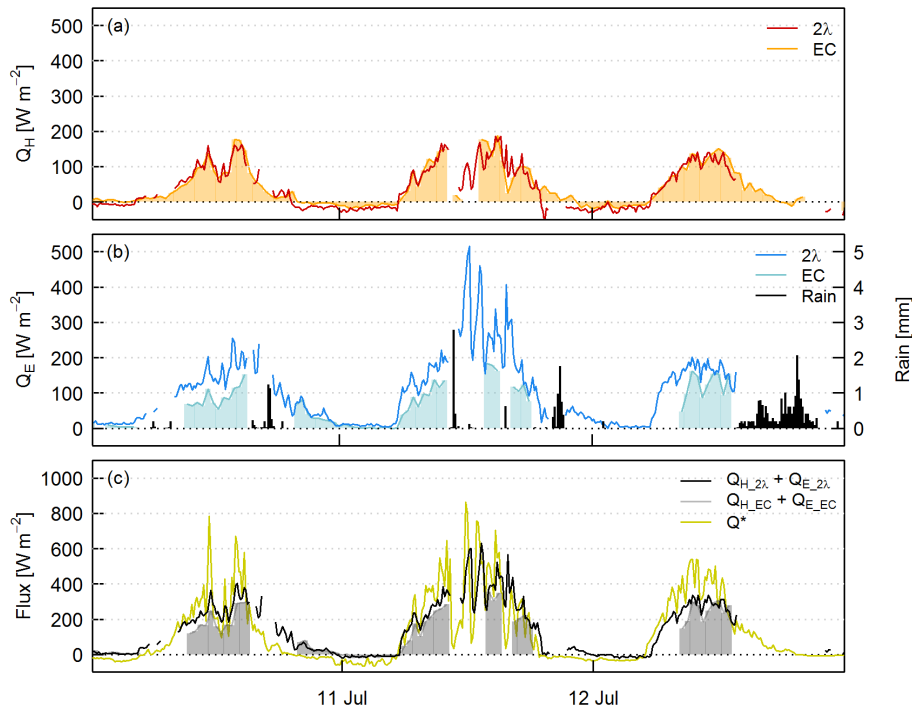 (a)
2λ
EC
500
400
300
200
100
0
Q_H [W m⁻²]
(b)
2λ
EC
Rain
500
400
300
200
100
0
Q_E [W m⁻²]
5
4
3
2
1
0
Rain [mm]
(c)
Q_H_2λ + Q_E_2λ
Q_H_EC + Q_E_EC
Q*
1000
800
600
400
200
0
Flux [W m⁻²]
11 Jul
12 Jul